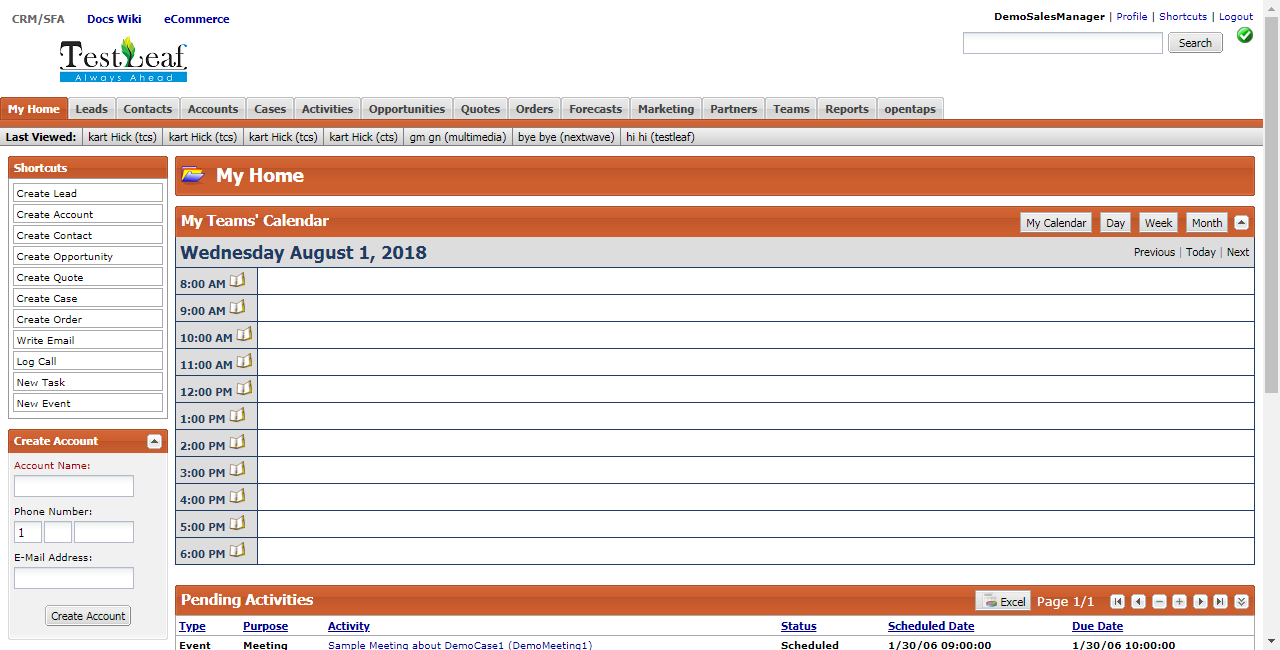 CRM/SFA Docs Wiki eCommerce
DemoSalesManager | Profile | Shortcuts | Logout
Search
TestLeaf
Always Ahead
My Home Leads Contacts Accounts Cases Activities Opportunities Quotes Orders Forecasts Marketing Partners Teams Reports opentaps
Last Viewed: kart Hick (tcs) kart Hick (tcs) kart Hick (tcs) kart Hick (cts) gm gn (multimedia) bye bye (nextwave) hi hi (testleaf)
Shortcuts
Create Lead
Create Account
Create Contact
Create Opportunity
Create Quote
Create Case
Create Order
Write Email
Log Call
New Task
New Event
Create Account
Account Name:
Phone Number:
1
E-Mail Address:
Create Account
My Home
My Teams' Calendar My Calendar Day Week Month
Wednesday August 1, 2018 Previous | Today | Next
8:00 AM
9:00 AM
10:00 AM
11:00 AM
12:00 PM
1:00 PM
2:00 PM
3:00 PM
4:00 PM
5:00 PM
6:00 PM
Pending Activities Excel Page 1/1
Type Purpose Activity Status Scheduled Date Due Date
Event Meeting Sample Meeting about DemoCase1 (DemoMeeting1) Scheduled 1/30/06 09:00:00 1/30/06 10:00:00